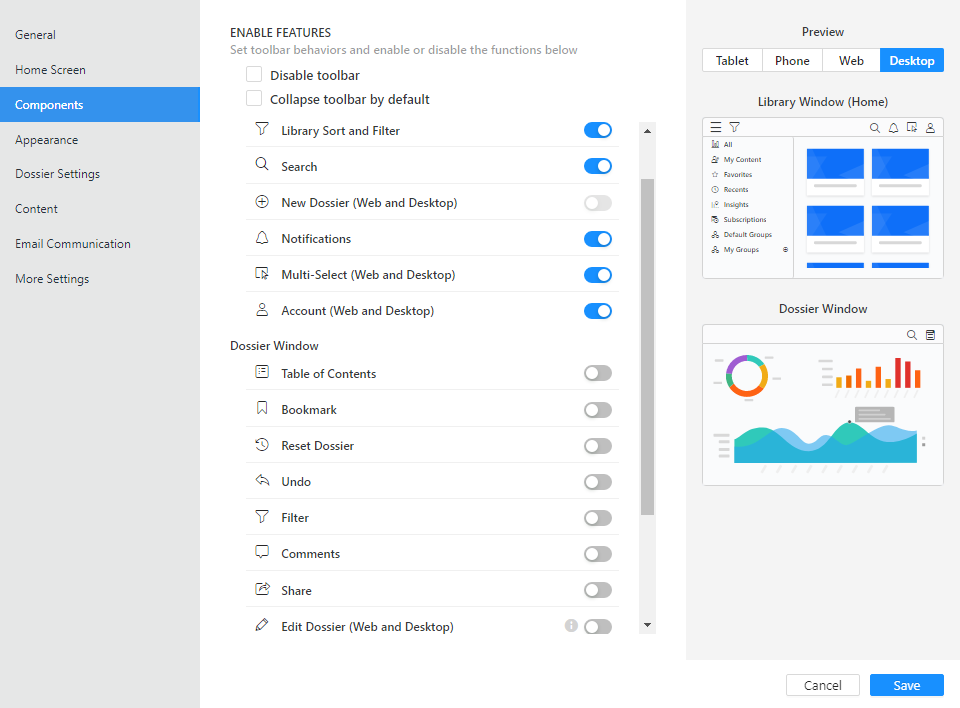 General
Home Screen
Components
Appearance
Dossier Settings
Content
Email Communication
More Settings
ENABLE FEATURES
Set toolbar behaviors and enable or disable the functions below
Disable toolbar
Collapse toolbar by default
Library Sort and Filter
Search
New Dossier (Web and Desktop)
Notifications
Multi-Select (Web and Desktop)
Account (Web and Desktop)
Dossier Window
Table of Contents
Bookmark
Reset Dossier
Undo
Filter
Comments
Share
Edit Dossier (Web and Desktop)
Preview
Tablet Phone Web Desktop
Library Window (Home)
All
My Content
Favorites
Recents
Insights
Subscriptions
Default Groups
My Groups
Dossier Window
Cancel Save